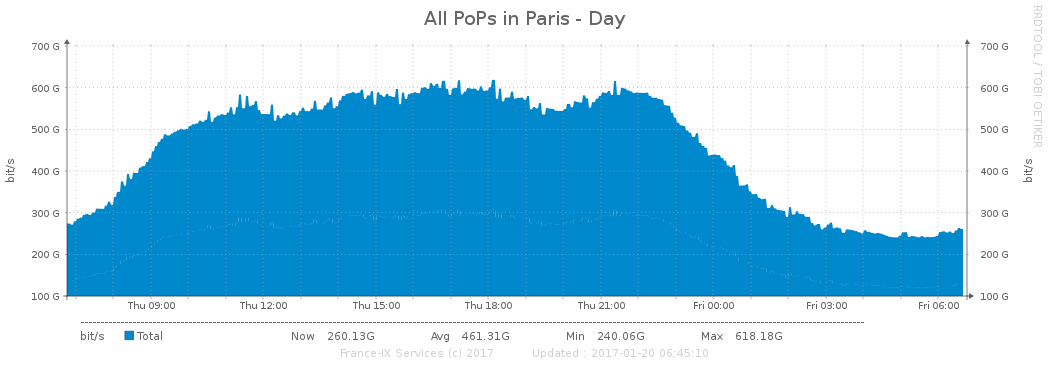 All PoPs in Paris - Day
RRDTOOL / TOBI OETIKER
700 G 700 G
600 G 600 G
500 G 500 G
400 G 400 G
300 G 300 G
200 G 200 G
100 G 100 G
bit/s
bit/s
Thu 09:00 Thu 12:00 Thu 15:00 Thu 18:00 Thu 21:00 Fri 00:00 Fri 03:00 Fri 06:00
bit/s Total Now 260.13G Avg 461.31G Min 240.06G Max 618.18G
France-IX Services (c) 2017 Updated : 2017-01-20 06:45:10